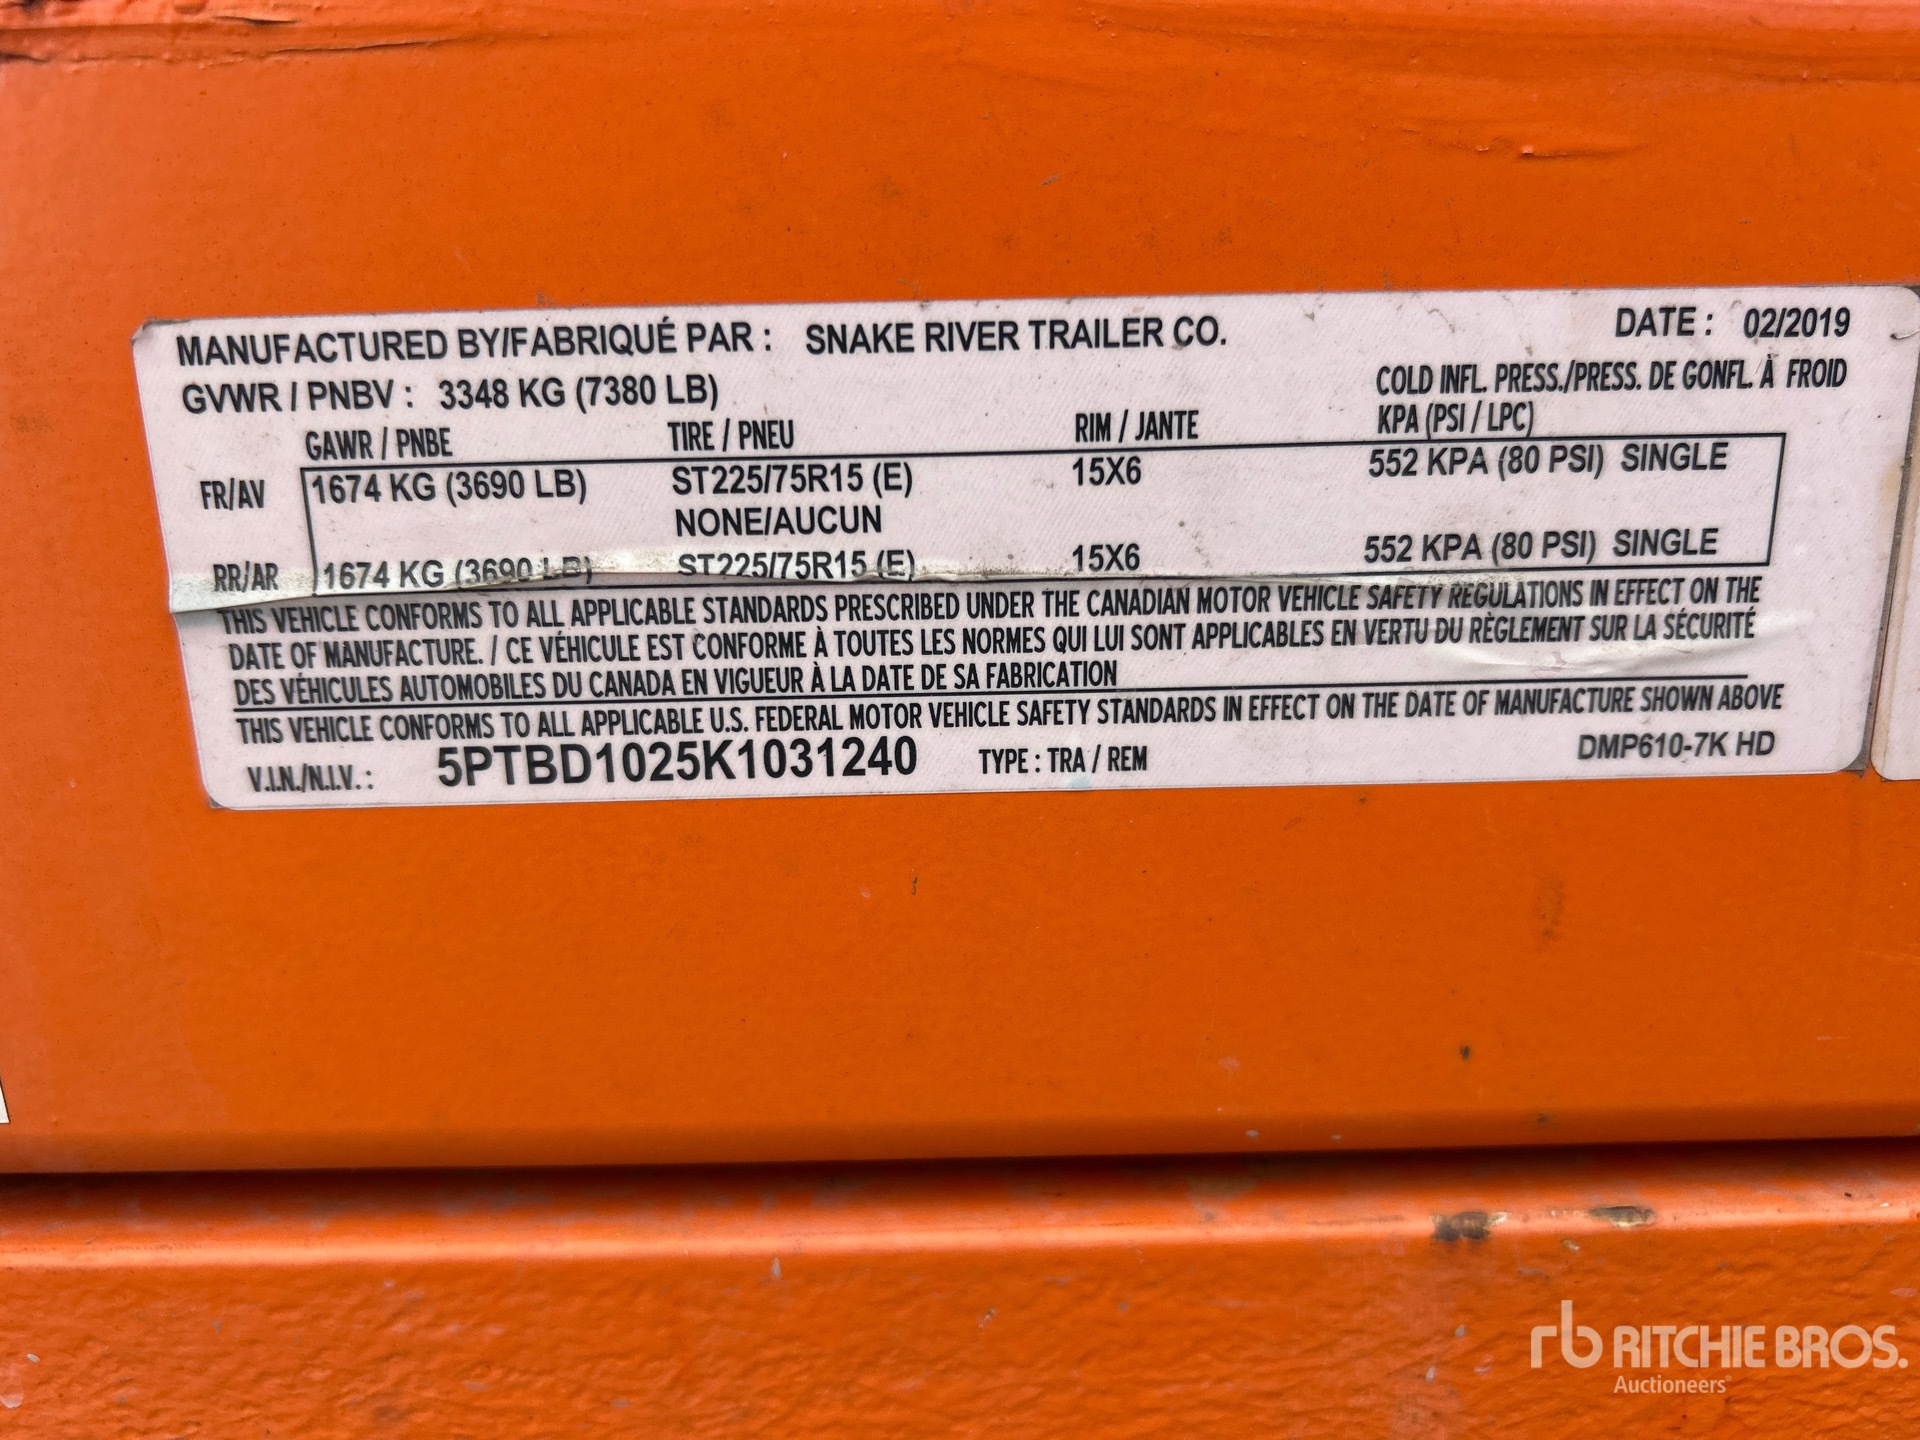 MANUFACTURED BY/FABRIQUÉ PAR : SNAKE RIVER TRAILER CO. DATE : 02/2019
GVWR / PNBV : 3348 KG (7380 LB) COLD INFL. PRESS./PRESS. DE GONFL. À FROID
GAWR / PNBE TIRE / PNEU RIM / JANTE KPA (PSI / LPC)
FR/AV 1674 KG (3690 LB) ST225/75R15 (E) 15X6 552 KPA (80 PSI) SINGLE
NONE/AUCUN
RR/AR 1674 KG (3690 LB) ST225/75R15 (E) 15X6 552 KPA (80 PSI) SINGLE
THIS VEHICLE CONFORMS TO ALL APPLICABLE STANDARDS PRESCRIBED UNDER THE CANADIAN MOTOR VEHICLE SAFETY REGULATIONS IN EFFECT ON THE
DATE OF MANUFACTURE. / CE VÉHICULE EST CONFORME À TOUTES LES NORMES QUI LUI SONT APPLICABLES EN VERTU DU RÈGLEMENT SUR LA SÉCURITÉ
DES VÉHICULES AUTOMOBILES DU CANADA EN VIGUEUR À LA DATE DE SA FABRICATION
THIS VEHICLE CONFORMS TO ALL APPLICABLE U.S. FEDERAL MOTOR VEHICLE SAFETY STANDARDS IN EFFECT ON THE DATE OF MANUFACTURE SHOWN ABOVE
V.I.N./N.I.V. : 5PTBD1025K1031240 TYPE : TRA / REM DMP610-7K HD
rb RITCHIE BROS.
Auctioneers